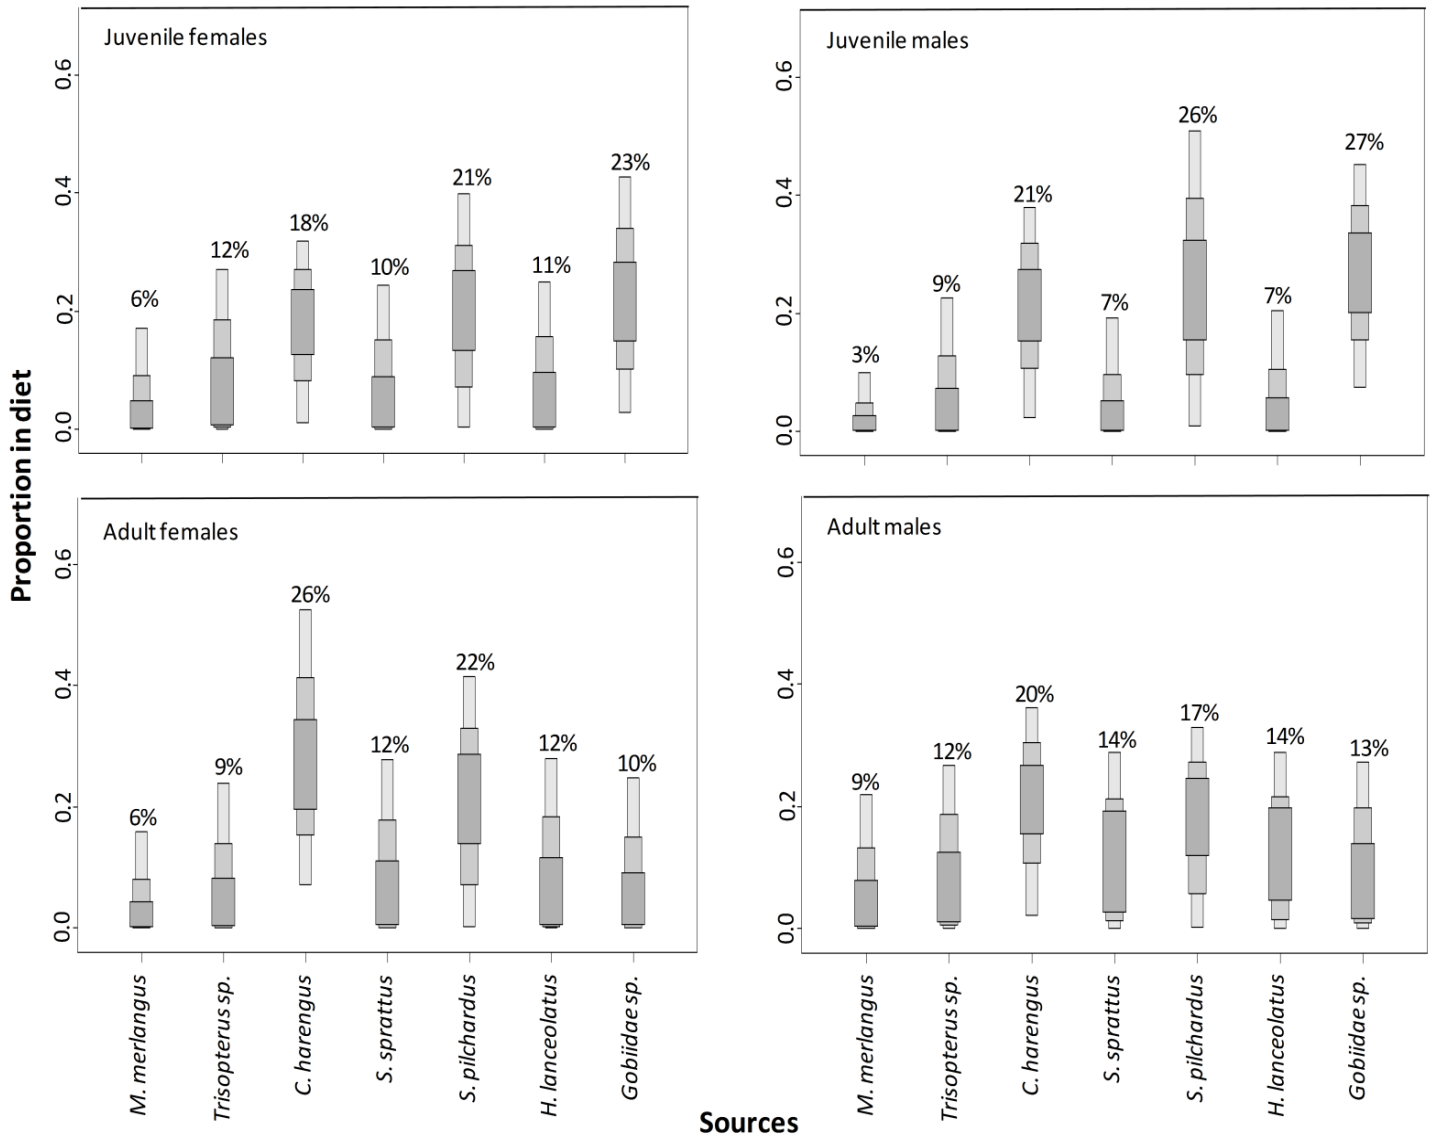 Proportion in diet
Juvenile females
0.6
0.4
0.2
0.0
6%
12%
18%
10%
21%
11%
23%
Juvenile males
0.6
0.4
0.2
0.0
3%
9%
21%
7%
26%
7%
27%
Adult females
0.6
0.4
0.2
0.0
6%
9%
26%
12%
22%
12%
10%
Adult males
0.6
0.4
0.2
0.0
9%
12%
20%
14%
17%
14%
13%
M. merlangus
Trisopterus sp.
C. harengus
S. sprattus
S. pilchardus
H. lanceolatus
Gobiidae sp.
M. merlangus
Trisopterus sp.
C. harengus
S. sprattus
S. pilchardus
H. lanceolatus
Gobiidae sp.
Sources